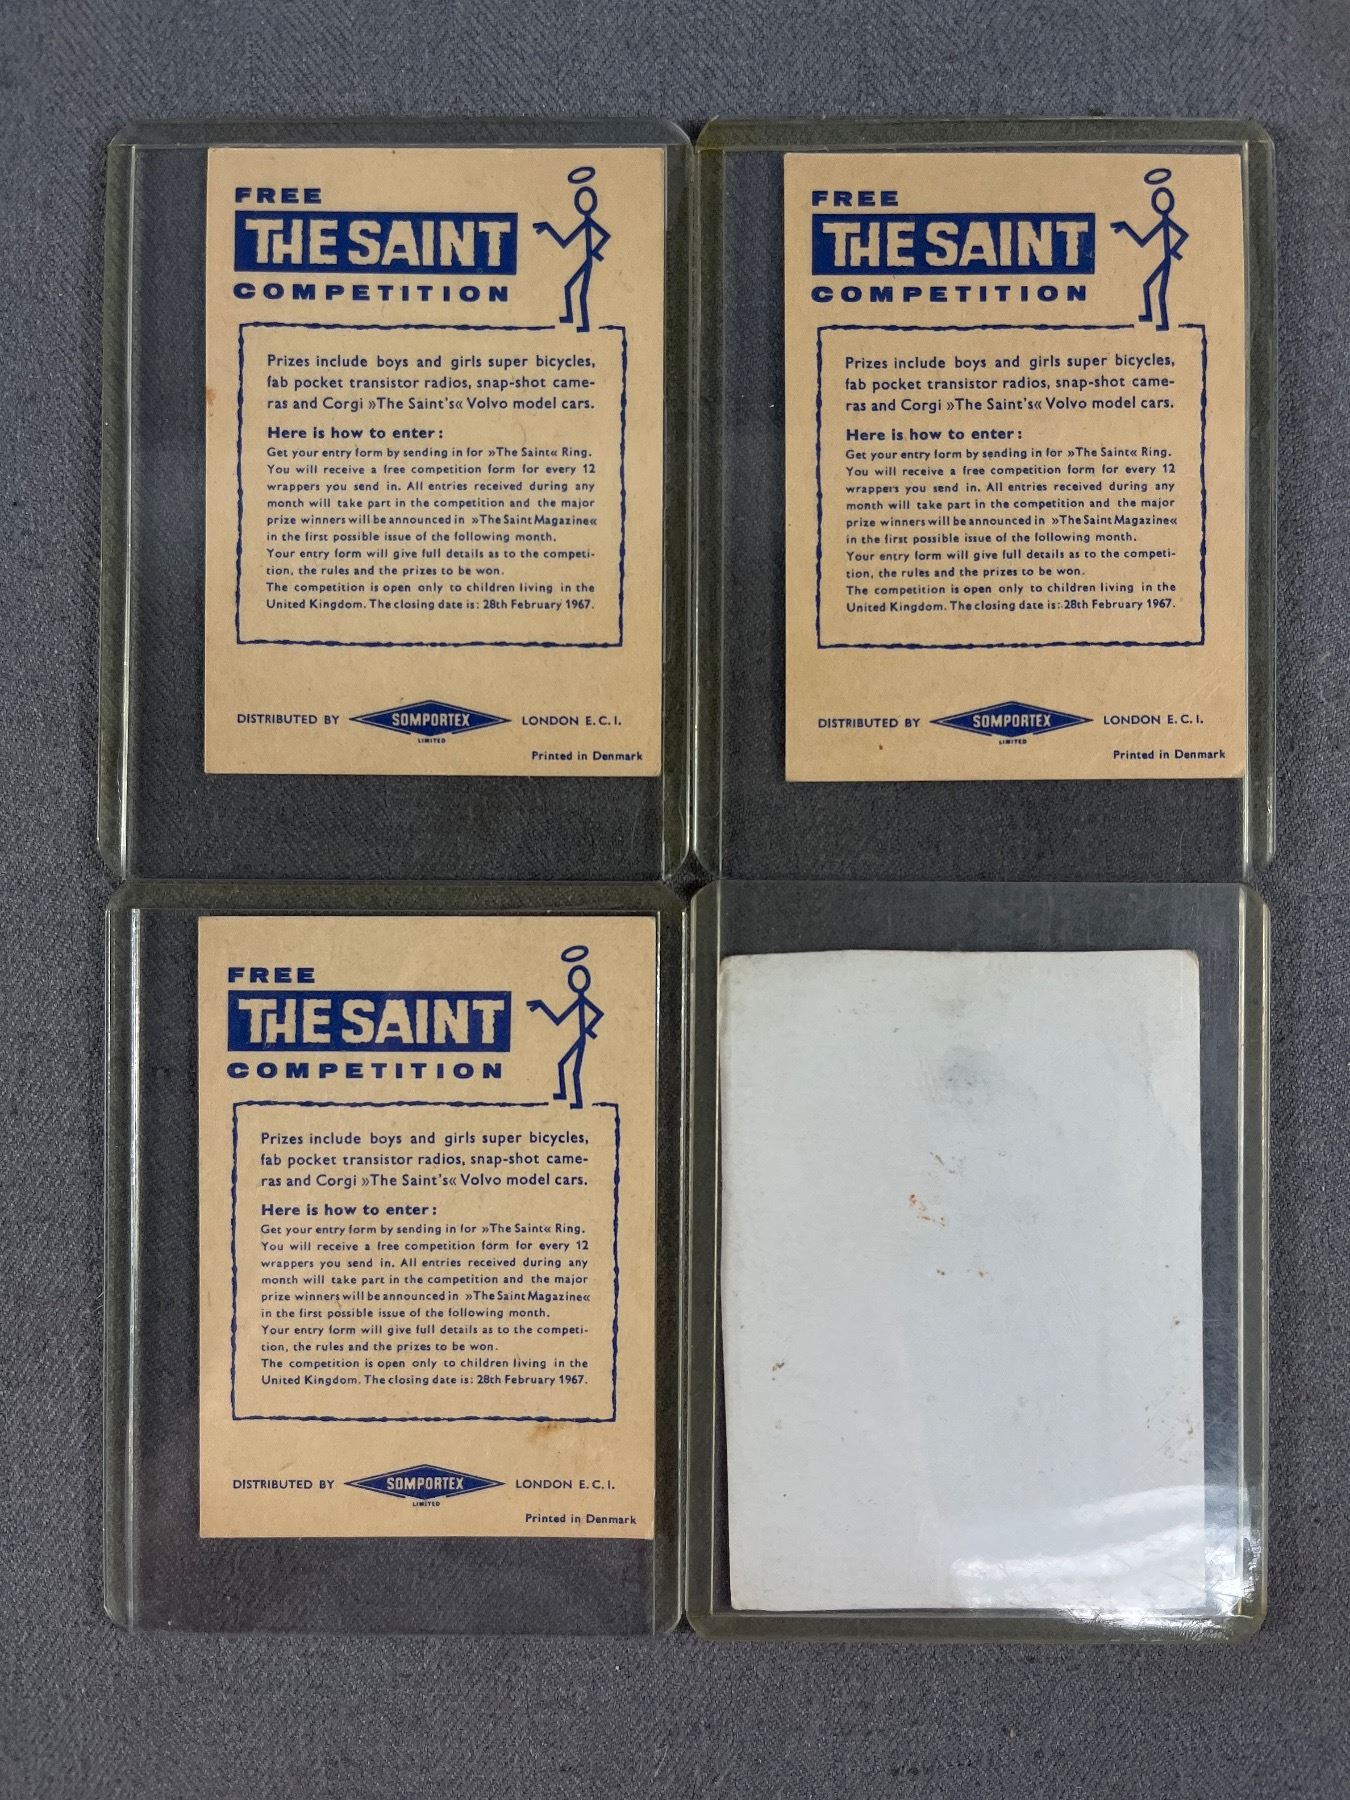 FREE
THE SAINT
COMPETITION
Prizes include boys and girls super bicycles,
fab pocket transistor radios, snap-shot came-
ras and Corgi »The Saint's« Volvo model cars.
Here is how to enter:
Get your entry form by sending in for »The Saint« Ring.
You will receive a free competition form for every 12
wrappers you send in. All entries received during any
month will take part in the competition and the major
prize winners will be announced in »The Saint Magazine«
in the first possible issue of the following month.
Your entry form will give full details as to the competi-
tion, the rules and the prizes to be won.
The competition is open only to children living in the
United Kingdom. The closing date is: 28th February 1967.
DISTRIBUTED BY SOMPORTEX LONDON E.C.1.
LIMITED
Printed in Denmark
FREE
THE SAINT
COMPETITION
Prizes include boys and girls super bicycles,
fab pocket transistor radios, snap-shot came-
ras and Corgi »The Saint's« Volvo model cars.
Here is how to enter:
Get your entry form by sending in for »The Saint« Ring.
You will receive a free competition form for every 12
wrappers you send in. All entries received during any
month will take part in the competition and the major
prize winners will be announced in »The Saint Magazine«
in the first possible issue of the following month.
Your entry form will give full details as to the competi-
tion, the rules and the prizes to be won.
The competition is open only to children living in the
United Kingdom. The closing date is: 28th February 1967.
DISTRIBUTED BY SOMPORTEX LONDON E.C.1.
LIMITED
Printed in Denmark
FREE
THE SAINT
COMPETITION
Prizes include boys and girls super bicycles,
fab pocket transistor radios, snap-shot came-
ras and Corgi »The Saint's« Volvo model cars.
Here is how to enter:
Get your entry form by sending in for »The Saint« Ring.
You will receive a free competition form for every 12
wrappers you send in. All entries received during any
month will take part in the competition and the major
prize winners will be announced in »The Saint Magazine«
in the first possible issue of the following month.
Your entry form will give full details as to the competi-
tion, the rules and the prizes to be won.
The competition is open only to children living in the
United Kingdom. The closing date is: 28th February 1967.
DISTRIBUTED BY SOMPORTEX LONDON E.C.1.
LIMITED
Printed in Denmark